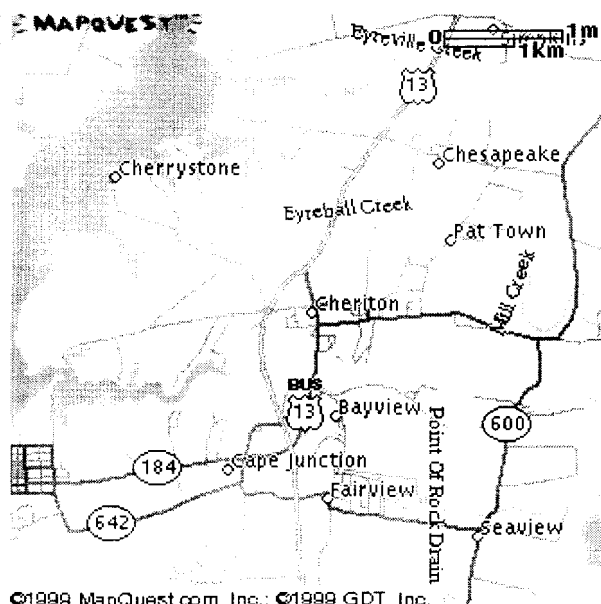 MAPQUEST™
Eyreville Creek
0 1m
1Km
13
Cherrystone
Chesapeake
Eyreball Creek
Pat Town
Mill Creek
Cheriton
BUS
13
Bayview
600
Point Of Rock Drain
184
Cape Junction
Fairview
642
Seaview
©1999 MapQuest.com, Inc.; ©1999 GDT, Inc.